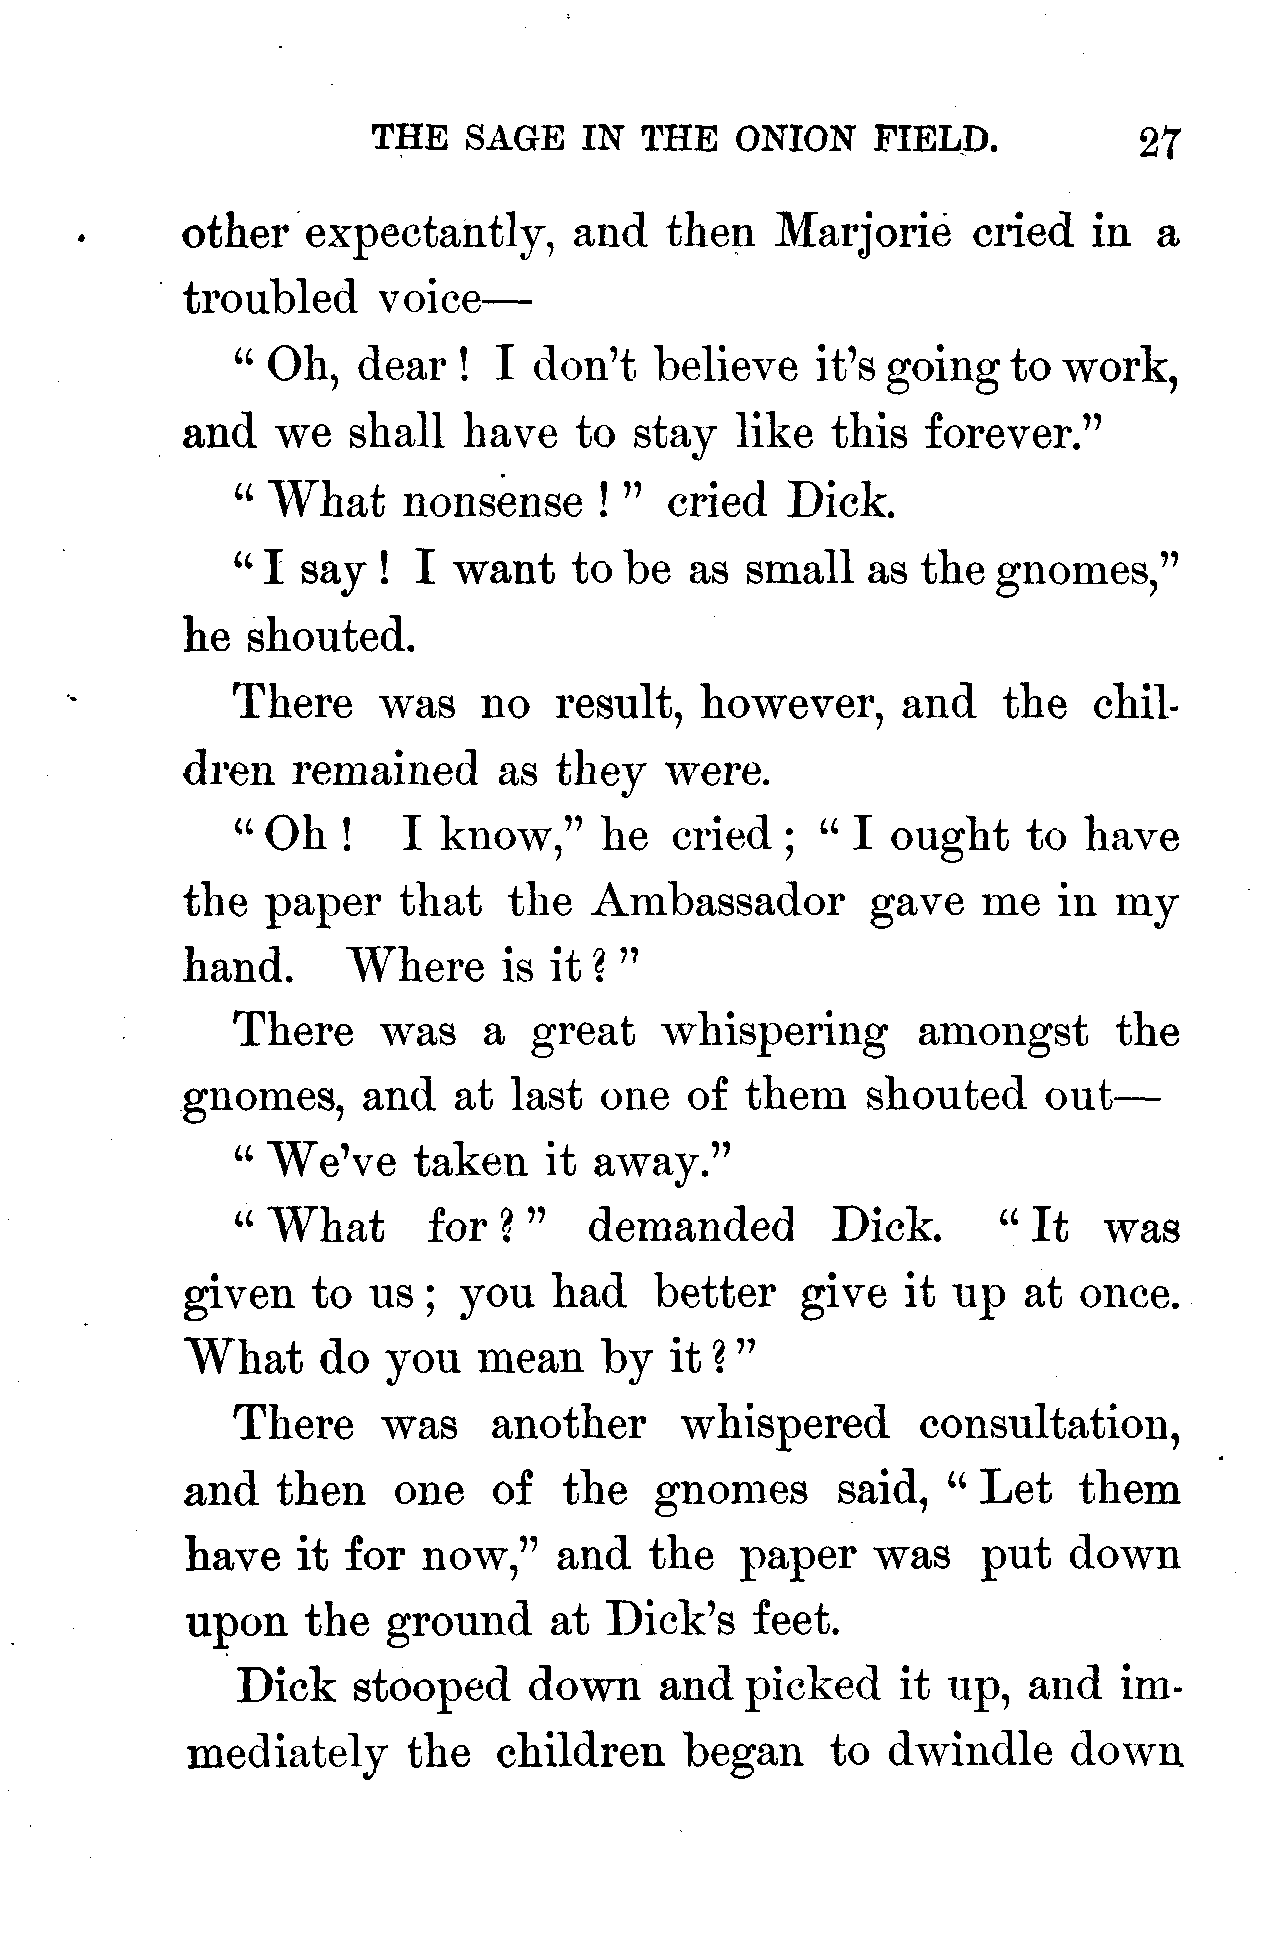 THE SAGE IN THE ONION FIELD. 27
other expectantly, and then Marjorie cried in a
troubled voice—
“ Oh, dear ! I don’t believe it’s going to work,
and we shall have to stay like this forever.”
“ What nonsense ! ” cried Dick.
“ I say ! I want to be as small as the gnomes,”
he shouted.
There was no result, however, and the chil-
dren remained as they were.
“ Oh ! I know,” he cried ; “ I ought to have
the paper that the Ambassador gave me in my
hand. Where is it ? ”
There was a great whispering amongst the
gnomes, and at last one of them shouted out—
“ We’ve taken it away.”
“ What for ? ” demanded Dick. “ It was
given to us ; you had better give it up at once.
What do you mean by it ? ”
There was another whispered consultation,
and then one of the gnomes said, “ Let them
have it for now,” and the paper was put down
upon the ground at Dick’s feet.
Dick stooped down and picked it up, and im-
mediately the children began to dwindle down